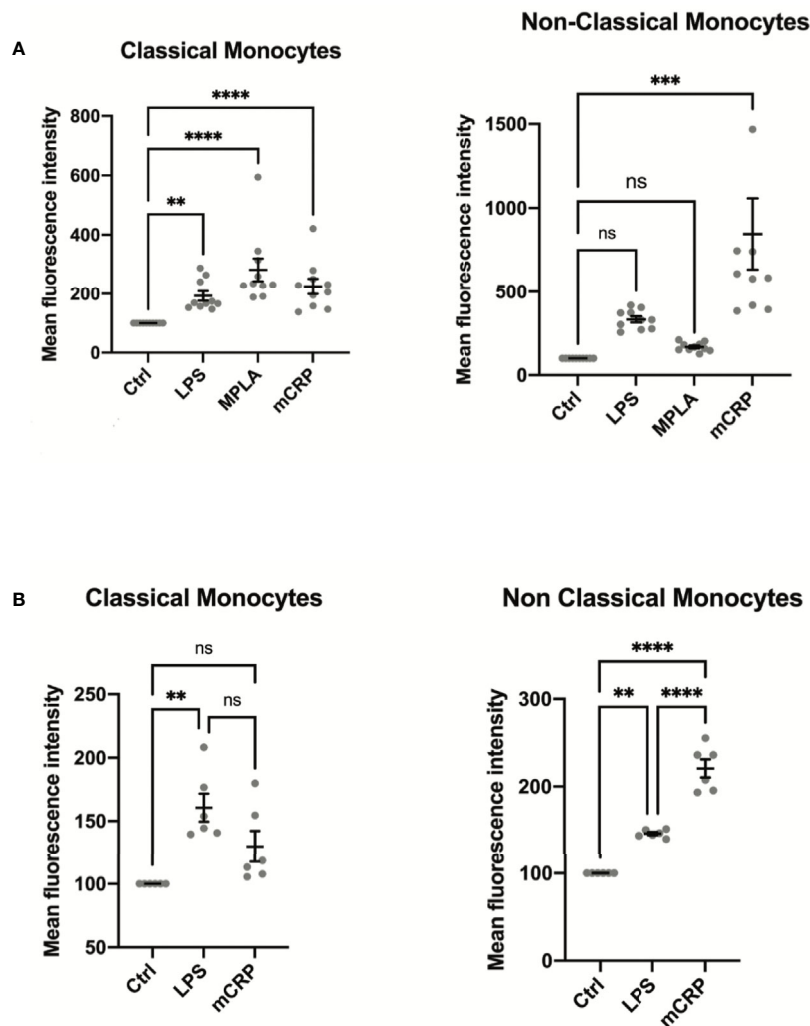 A
Classical Monocytes
Mean fluorescence intensity
800
600
400
200
0
****
****
**
Ctrl
LPS
MPLA
mCRP
Non-Classical Monocytes
Mean fluorescence intensity
1500
1000
500
0
***
ns
ns
Ctrl
LPS
MPLA
mCRP
B
Classical Monocytes
Mean fluorescence intensity
250
200
150
100
50
ns
**
ns
Ctrl
LPS
mCRP
Non Classical Monocytes
Mean fluorescence intensity
300
200
100
0
****
**
****
Ctrl
LPS
mCRP